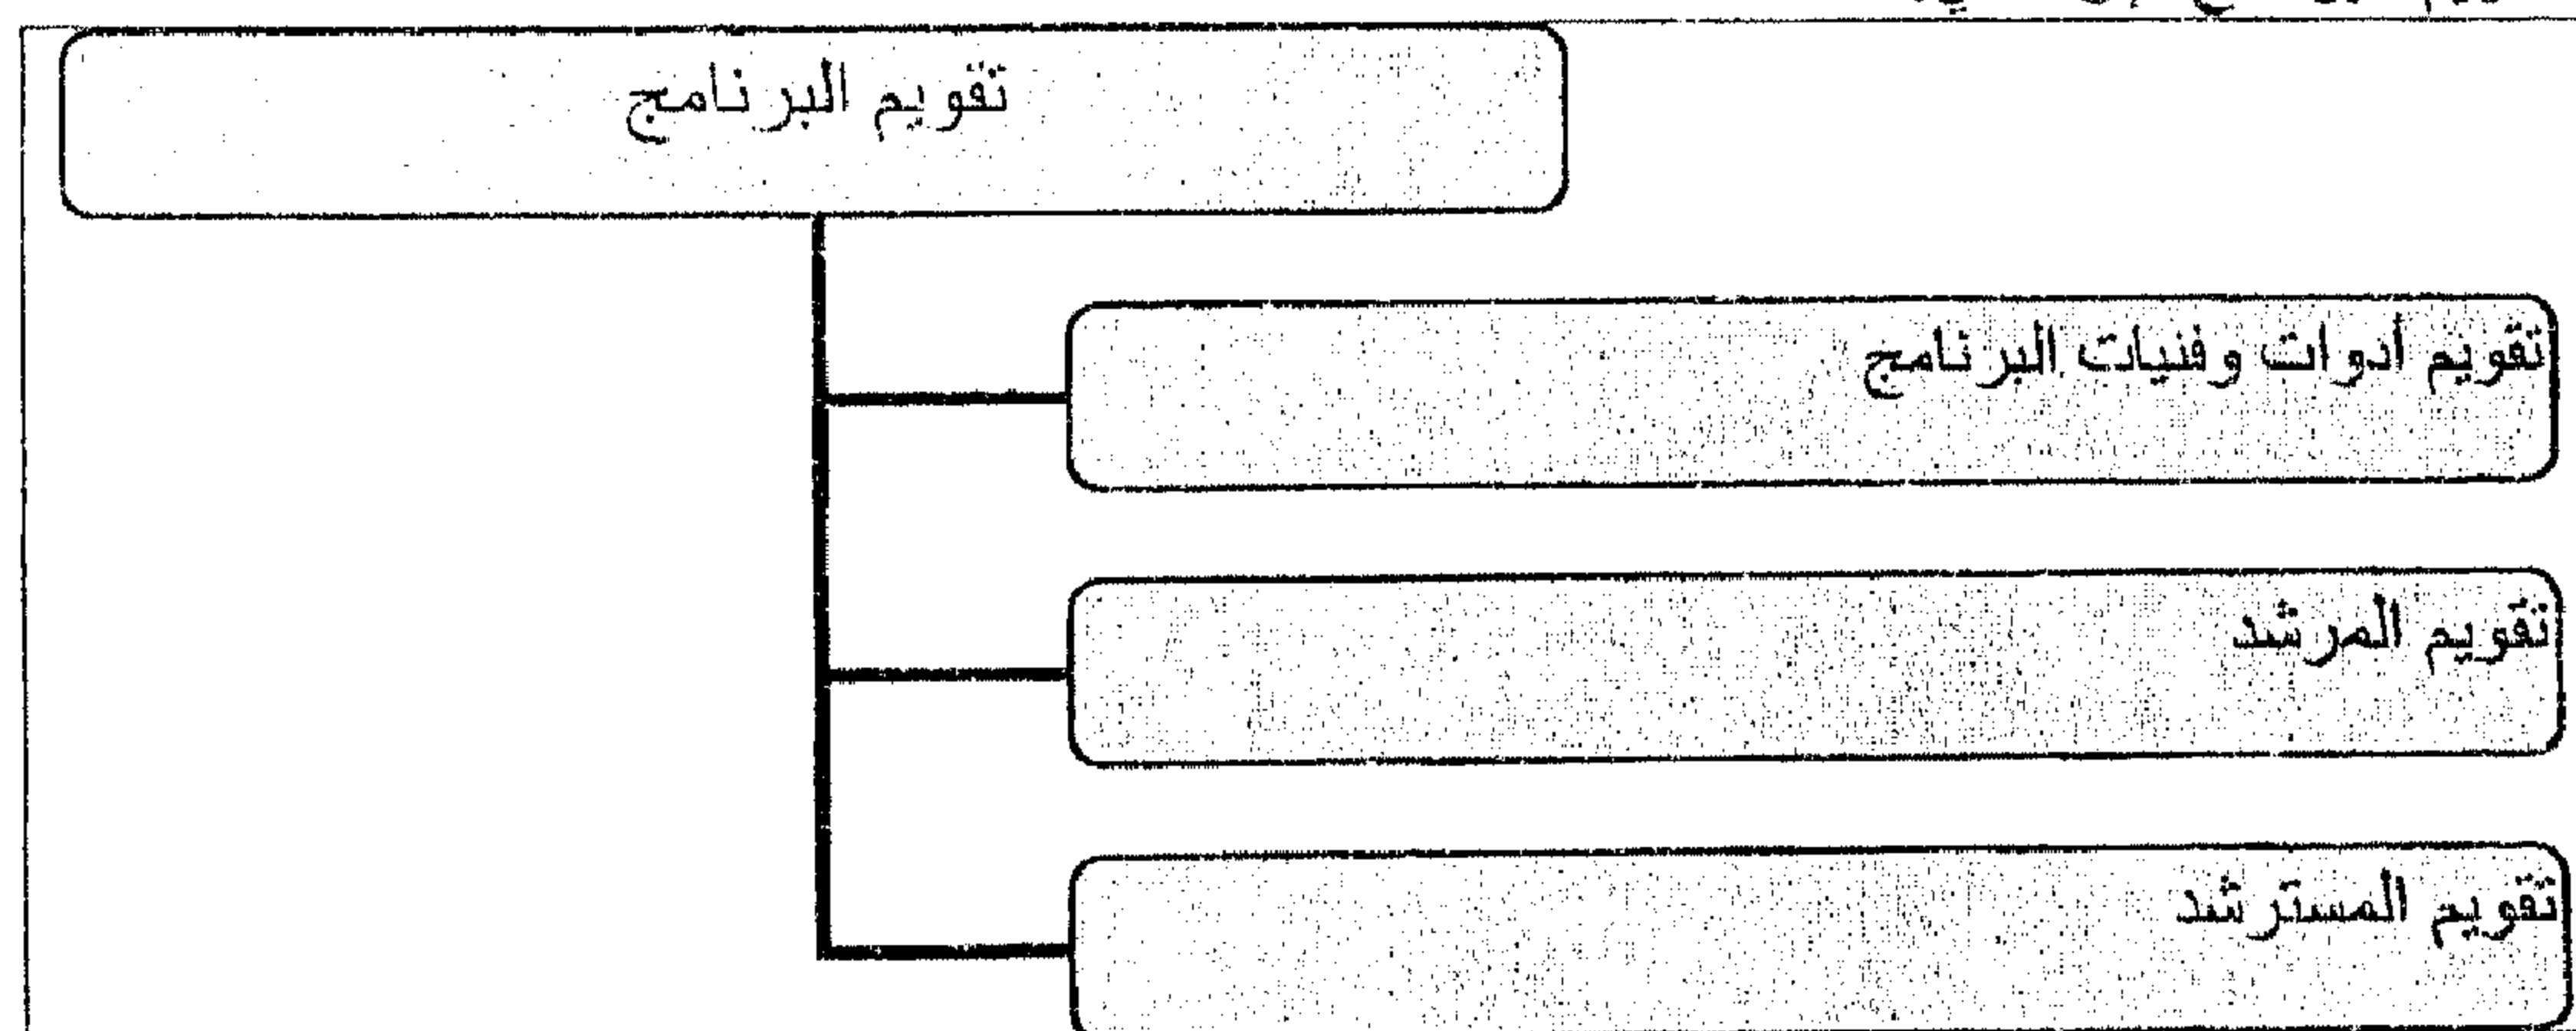 تقويم البرنامج
تقويم أدوات وفنيات البرنامج
تقويم المرشد
تقويم المسترشد